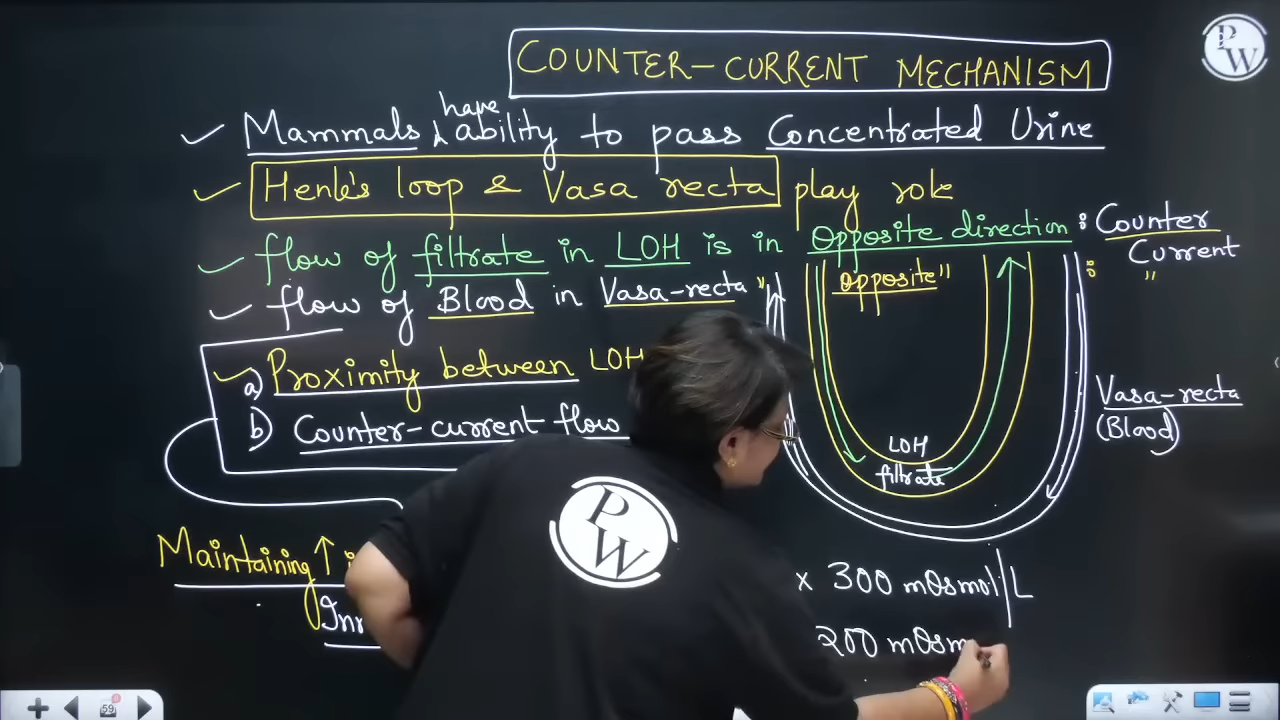 COUNTER-CURRENT MECHANISM
PW
✓ Mammals have ability to pass Concentrated Urine
✓ Henle's loop & Vasa recta play role
✓ flow of filtrate in LOH is in Opposite direction : Counter Current
✓ flow of Blood in Vasa-recta " Opposite" : "
a) Proximity between LOH
b) Counter-current flow
Vasa-recta
(Blood)
LOH
filtrate
Maintaining ↑
x 300 mOsmol/L
200 mOsm
PW
59